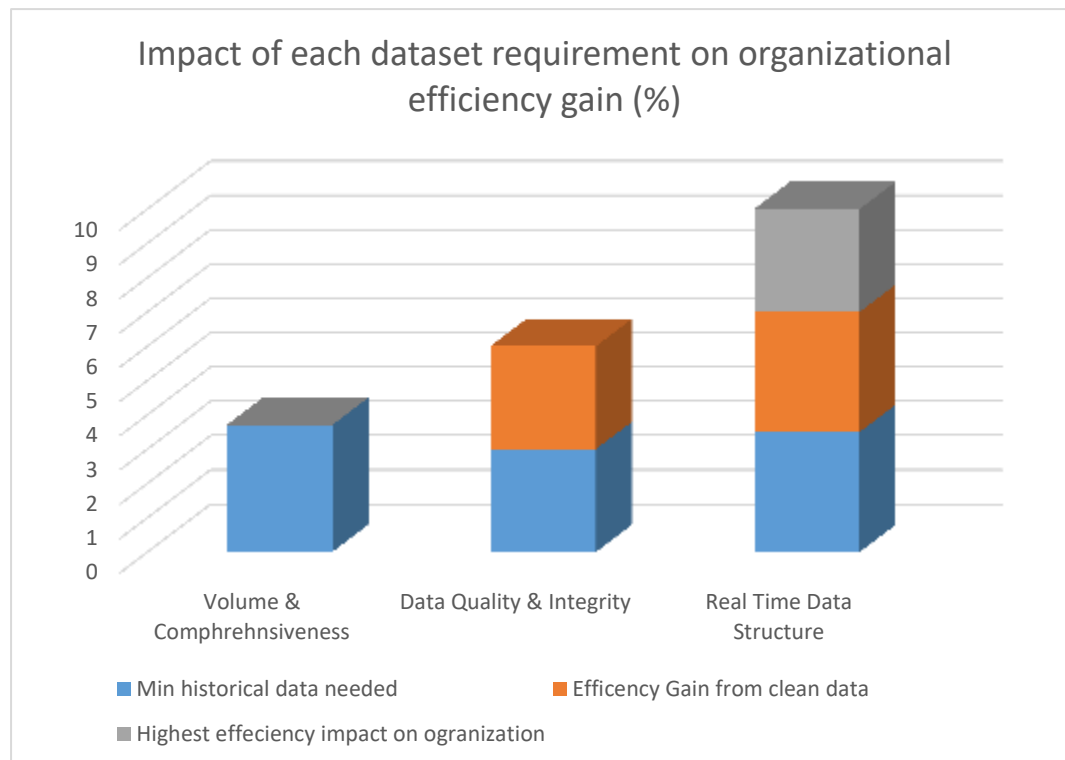 Impact of each dataset requirement on organizational
efficiency gain (%)
10
9
8
7
6
5
4
3
2
1
0
Volume &
Comphrehnsiveness
Data Quality & Integrity
Real Time Data
Structure
Min historical data needed
Efficency Gain from clean data
Highest effeciency impact on ogranization